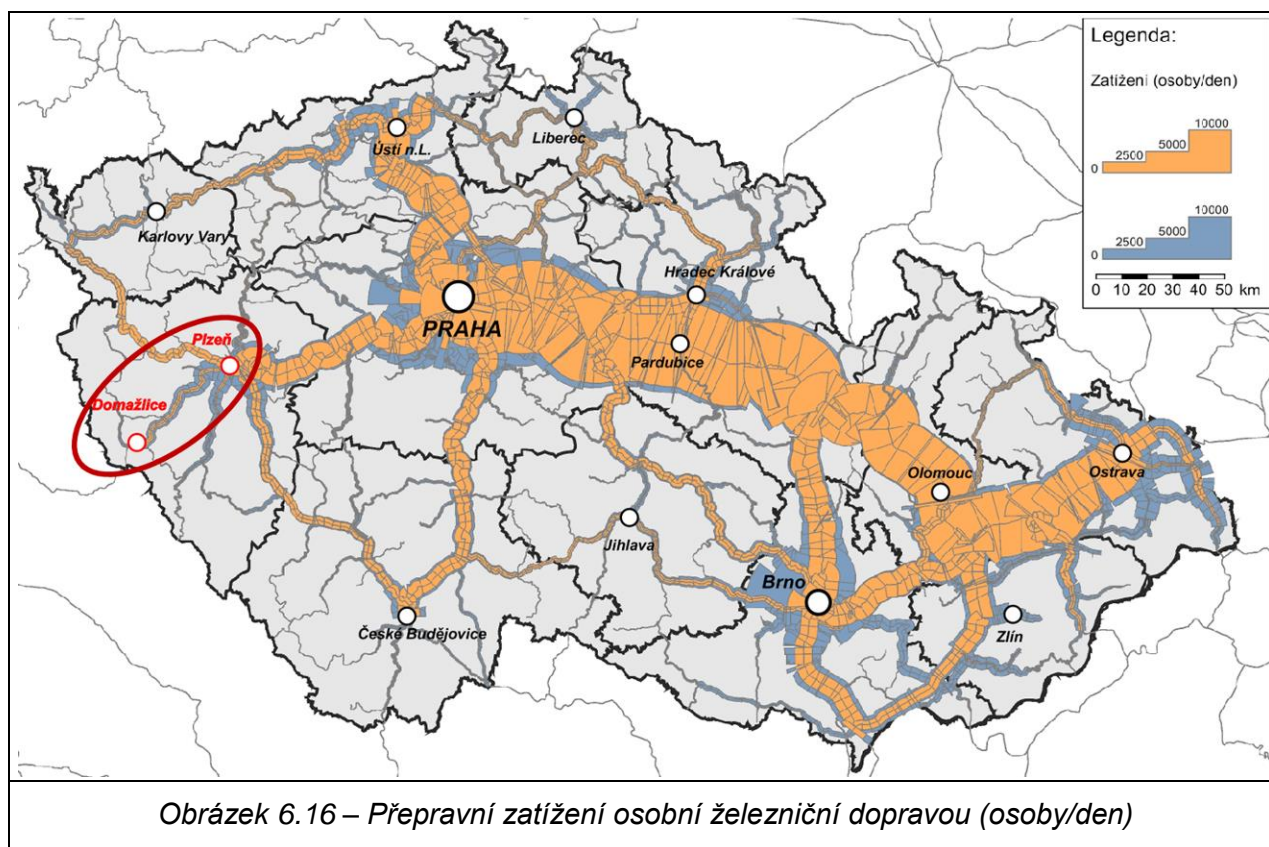 Legenda:
Zatížení (osoby/den)
10000
5000
2500
0
10000
5000
2500
0
0 10 20 30 40 50 km
Ústí n.L.
Liberec
Karlovy Vary
Hradec Králové
PRAHA
Pardubice
Plzeň
Domažlice
Olomouc
Ostrava
Jihlava
Brno
České Budějovice
Zlín
Obrázek 6.16 – Přepravní zatížení osobní železniční dopravou (osoby/den)